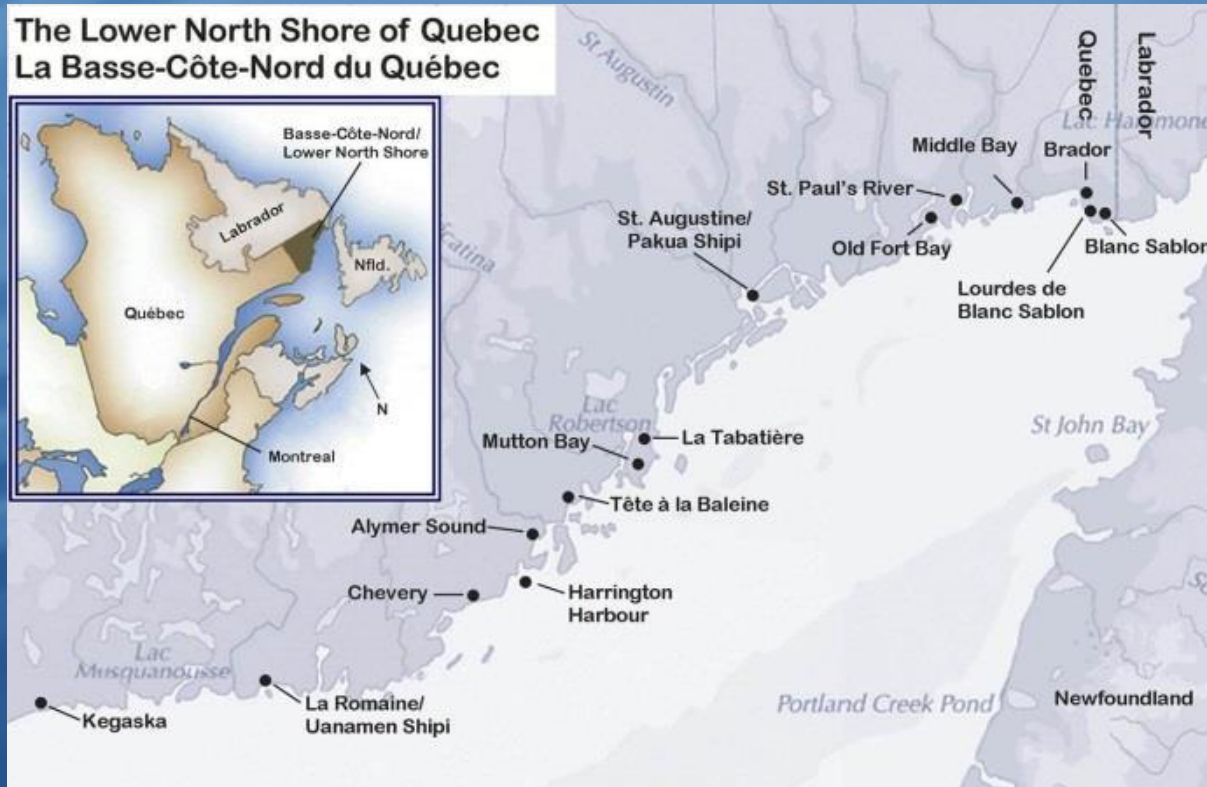 The Lower North Shore of Quebec
La Basse-Côte-Nord du Québec
Basse-Côte-Nord/
Lower North Shore
Labrador
Nfld.
Québec
N
Montreal
St Augustin
Quebec
Labrador
Middle Bay
Brador
St. Paul's River
St. Augustine/
Pakua Shipi
Old Fort Bay
Blanc Sablon
Lourdes de
Blanc Sablon
Lac
Robertson
La Tabatière
Mutton Bay
St John Bay
Tête à la Baleine
Alymer Sound
Chevery
Harrington
Harbour
Lac
Musquanousse
La Romaine/
Uanamen Shipi
Kegaska
Portland Creek Pond
Newfoundland